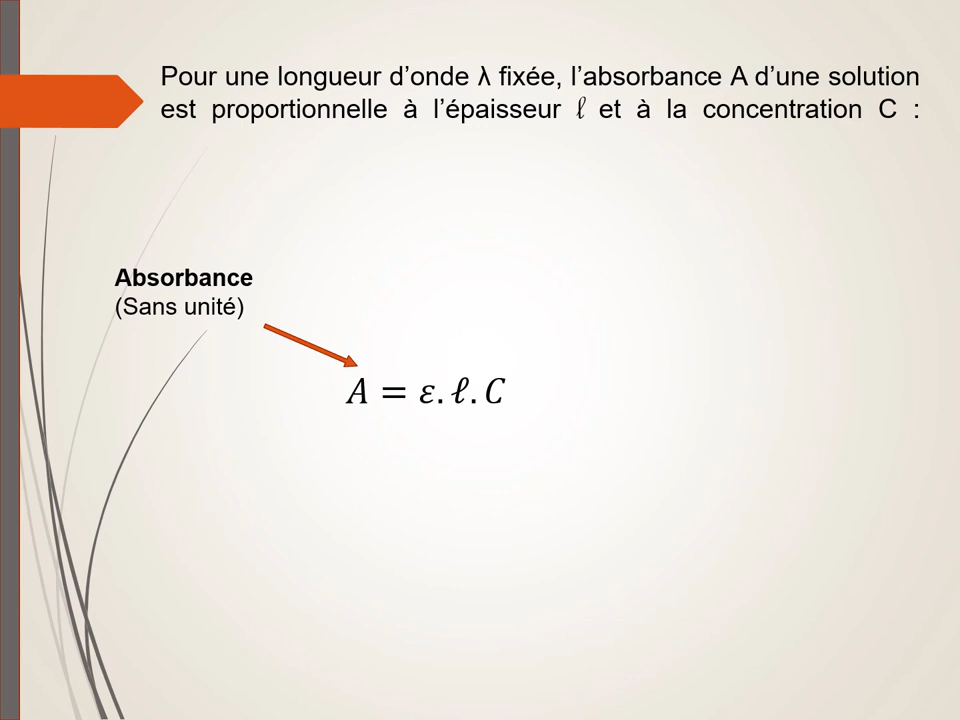 Pour une longueur d’onde λ fixée, l’absorbance A d’une solution
est proportionnelle à l’épaisseur ℓ et à la concentration C :
Absorbance
(Sans unité)
𝐴 = 𝜀. ℓ. 𝐶